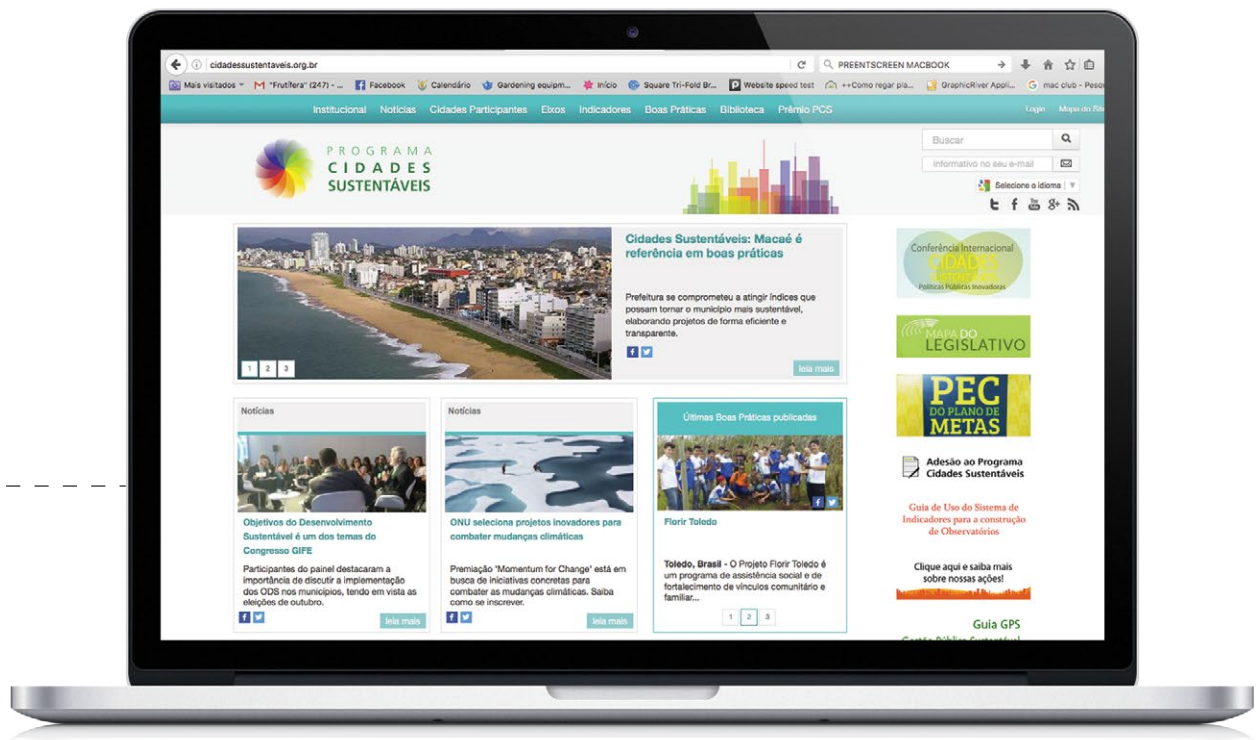 cidadessustentaveis.org.br
PREENTSCREEN MACBOOK
Mais visitados
"Frutífera" (247) - ...
Facebook
Calendário
Gardening equipm...
Início
Square Tri-Fold Br...
Website speed test
++Como regar pla...
GraphicRiver Appli...
mac club - Pesq
Institucional Notícias Cidades Participantes Eixos Indicadores Boas Práticas Biblioteca Prêmio PCS
Login Mapa do Site
PROGRAMA
CIDADES
SUSTENTÁVEIS
Buscar
informativo no seu e-mail
Selecione o idioma
Cidades Sustentáveis: Macaé é
referência em boas práticas
Prefeitura se comprometeu a atingir índices que
possam tornar o município mais sustentável,
elaborando projetos de forma eficiente e
transparente.
1 2 3
leia mais
Conferência Internacional
CIDADES
SUSTENTÁVEIS
Políticas Públicas Inovadoras
MAPA DO
LEGISLATIVO
PEC
DO PLANO DE
METAS
Adesão ao Programa
Cidades Sustentáveis
Guia de Uso do Sistema de
Indicadores para a construção
de Observatórios
Clique aqui e saiba mais
sobre nossas ações!
Guia GPS
Gestão Pública Sustentável
Notícias
Objetivos do Desenvolvimento
Sustentável é um dos temas do
Congresso GIFE
Participantes do painel destacaram a
importância de discutir a implementação
dos ODS nos municípios, tendo em vista as
eleições de outubro.
leia mais
Notícias
ONU seleciona projetos inovadores para
combater mudanças climáticas
Premiação 'Momentum for Change' está em
busca de iniciativas concretas para
combater as mudanças climáticas. Saiba
como se inscrever.
leia mais
Últimas Boas Práticas publicadas
Florir Toledo
Toledo, Brasil - O Projeto Florir Toledo é
um programa de assistência social e de
fortalecimento de vínculos comunitário e
familiar...
1 2 3